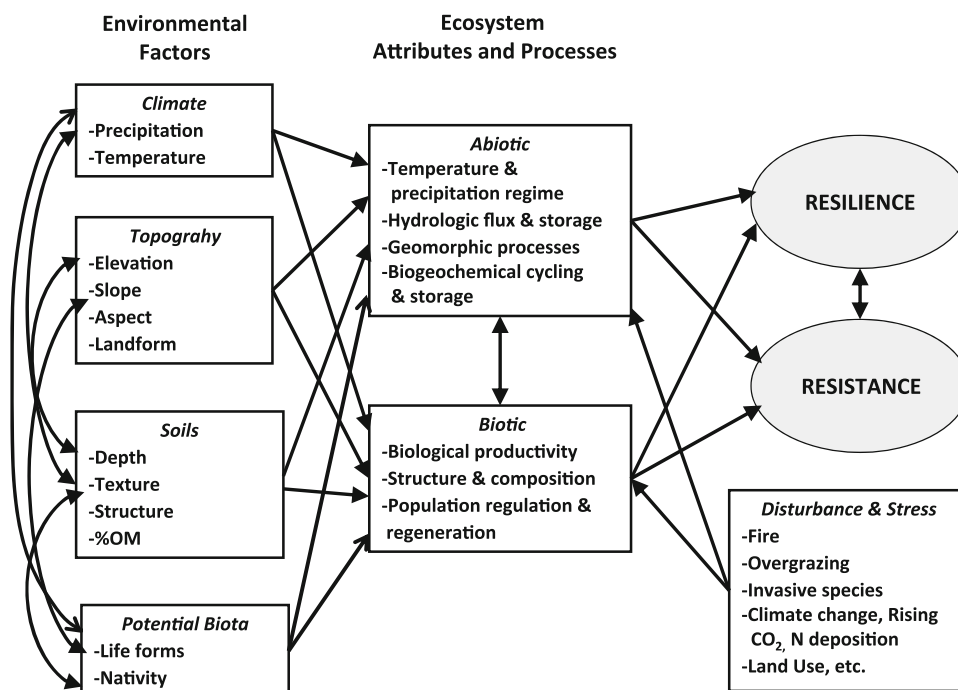 Environmental
Factors
Ecosystem
Attributes and Processes
Climate
-Precipitation
-Temperature
Topograhy
-Elevation
-Slope
-Aspect
-Landform
Soils
-Depth
-Texture
-Structure
-%OM
Potential Biota
-Life forms
-Nativity
Abiotic
-Temperature &
precipitation regime
-Hydrologic flux & storage
-Geomorphic processes
-Biogeochemical cycling
& storage
Biotic
-Biological productivity
-Structure & composition
-Population regulation &
regeneration
RESILIENCE
RESISTANCE
Disturbance & Stress
-Fire
-Overgrazing
-Invasive species
-Climate change, Rising
CO2, N deposition
-Land Use, etc.